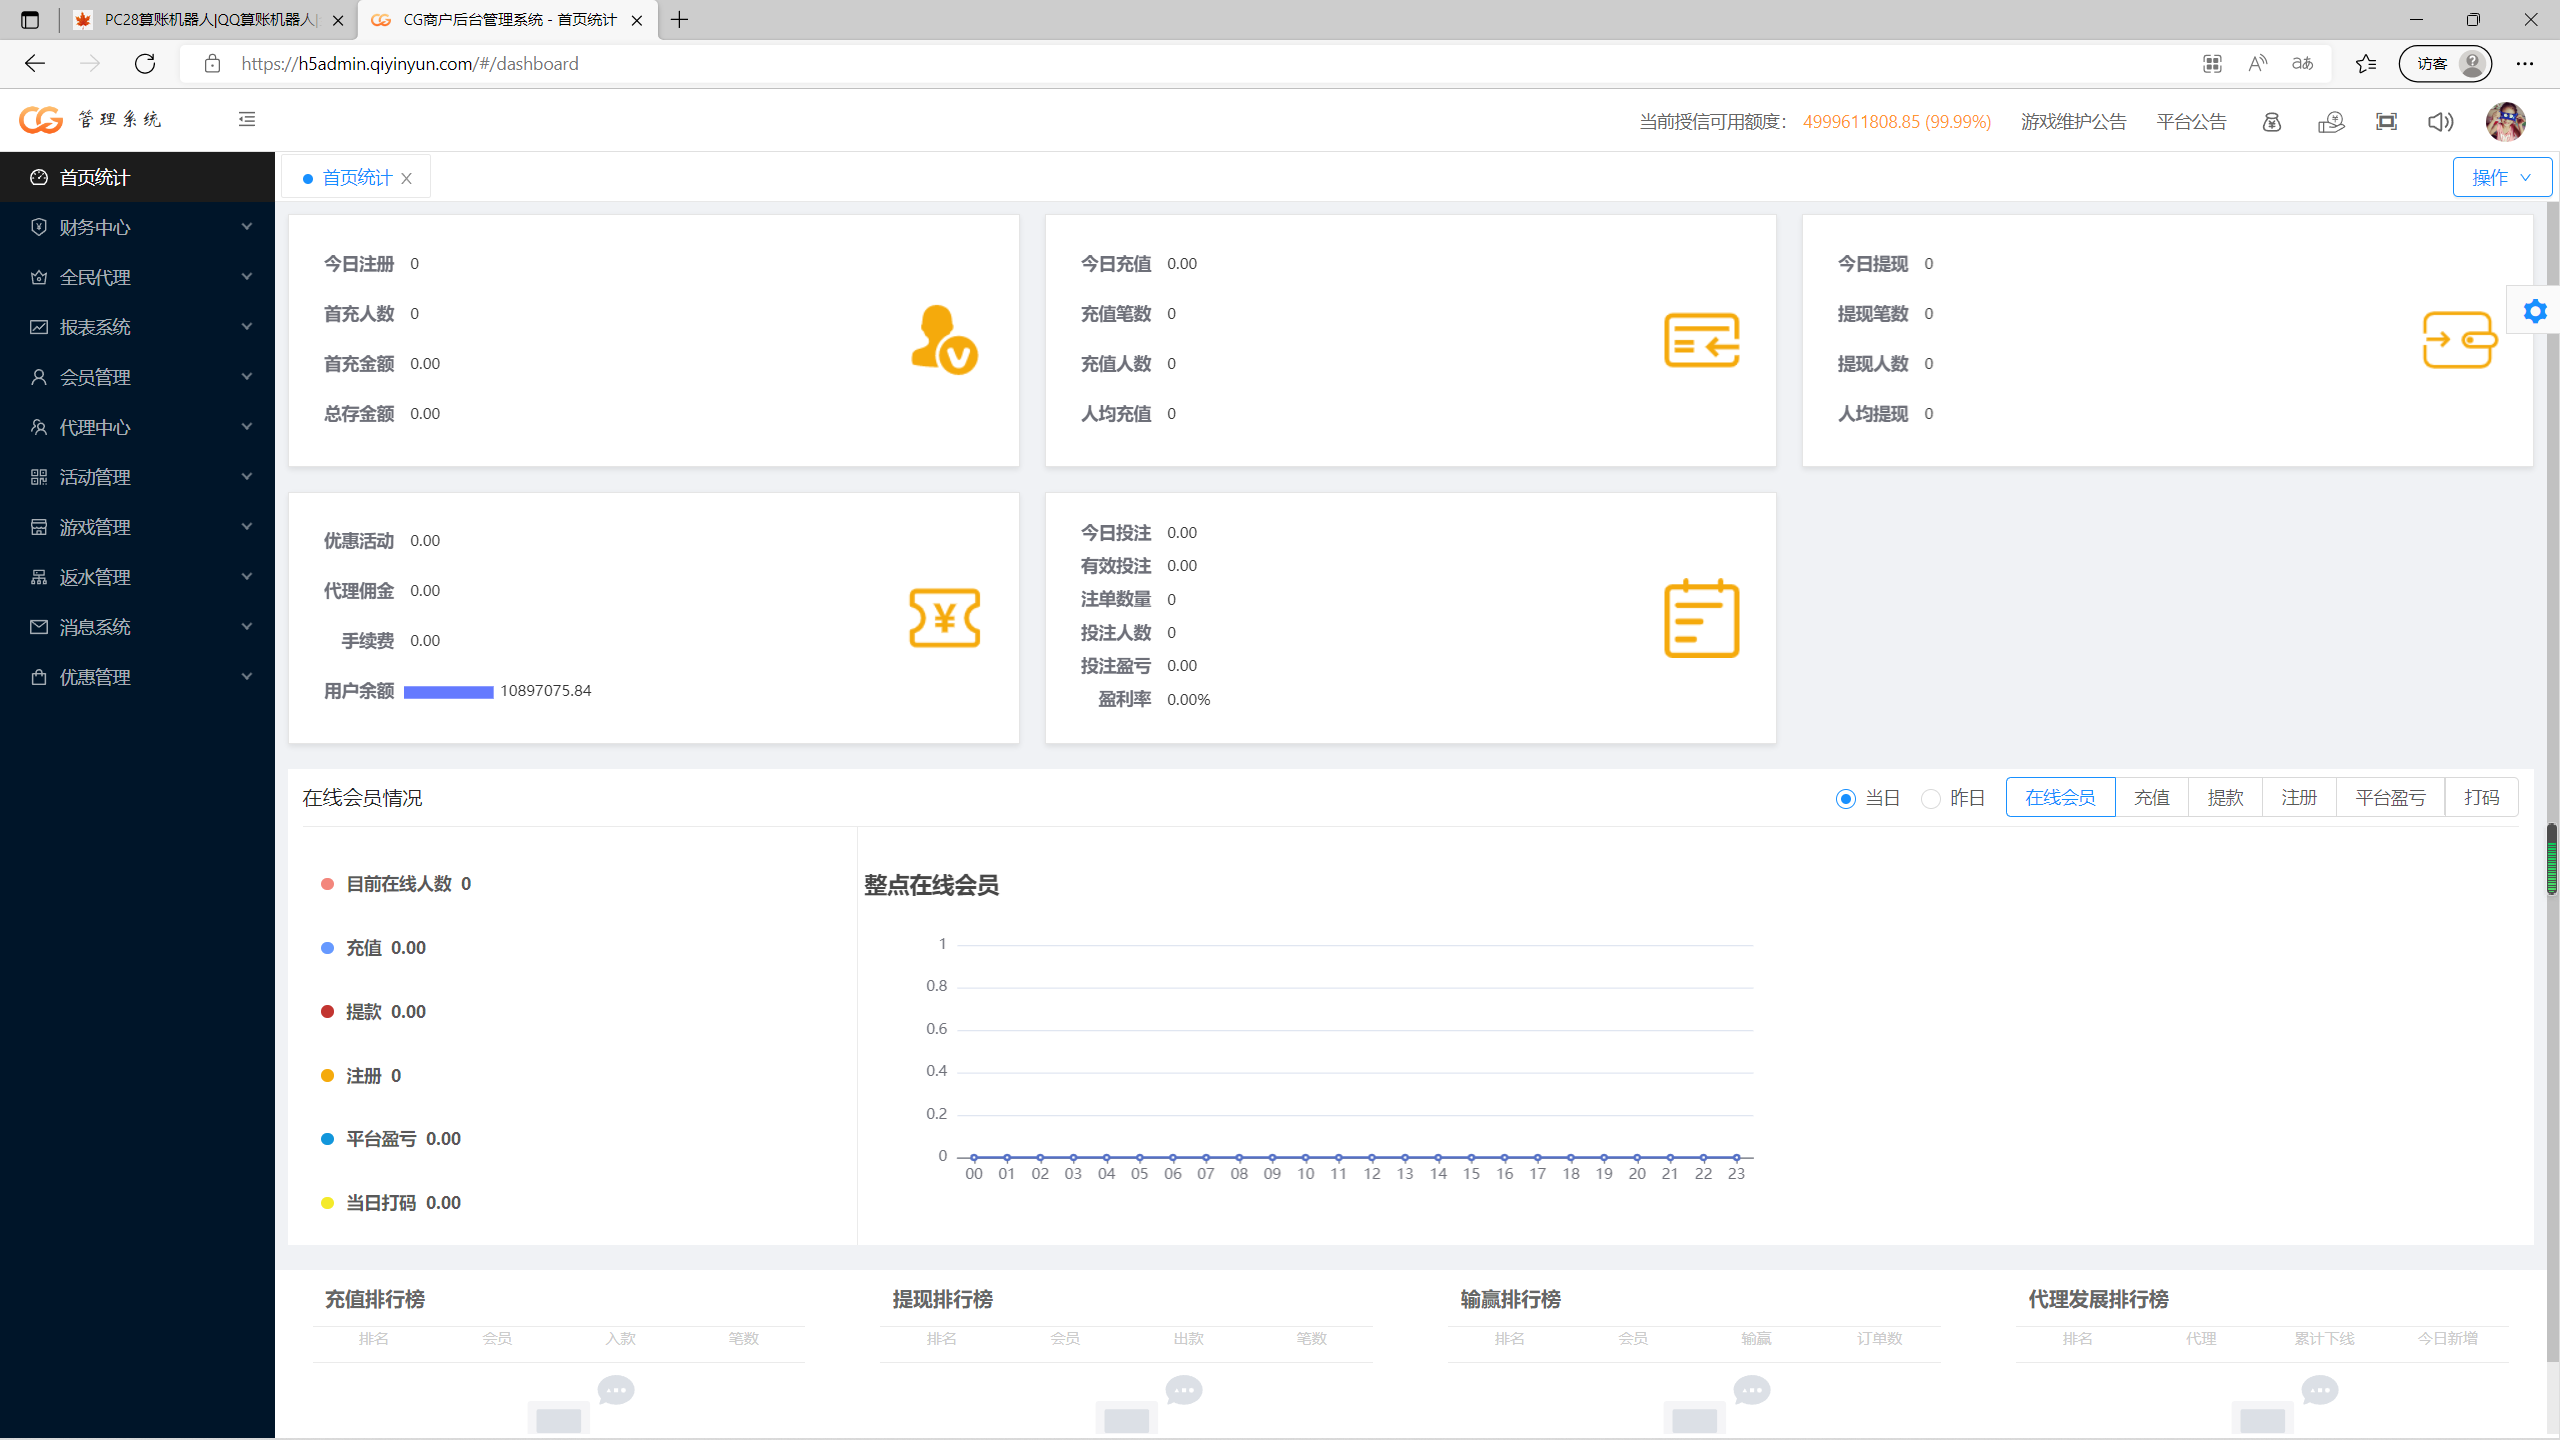 PC28算账机器人|QQ算账机器人|
CG商户后台管理系统 - 首页统计
https://h5admin.qiyinyun.com/#/dashboard
访客
CG 管理系统
当前授信可用额度： 4999611808.85 (99.99%) 游戏维护公告 平台公告
首页统计
财务中心
全民代理
报表系统
会员管理
代理中心
活动管理
游戏管理
返水管理
消息系统
优惠管理
首页统计
操作
今日注册 0
首充人数 0
首充金额 0.00
总存金额 0.00
今日充值 0.00
充值笔数 0
充值人数 0
人均充值 0
今日提现 0
提现笔数 0
提现人数 0
人均提现 0
优惠活动 0.00
代理佣金 0.00
手续费 0.00
用户余额 10897075.84
今日投注 0.00
有效投注 0.00
注单数量 0
投注人数 0
投注盈亏 0.00
盈利率 0.00%
在线会员情况
当日 昨日 在线会员 充值 提款 注册 平台盈亏 打码
目前在线人数 0
充值 0.00
提款 0.00
注册 0
平台盈亏 0.00
当日打码 0.00
整点在线会员
1
0.8
0.6
0.4
0.2
0
00 01 02 03 04 05 06 07 08 09 10 11 12 13 14 15 16 17 18 19 20 21 22 23
充值排行榜
排名 会员 入款 笔数
提现排行榜
排名 会员 出款 笔数
输赢排行榜
排名 会员 输赢 订单数
代理发展排行榜
排名 代理 累计下线 今日新增